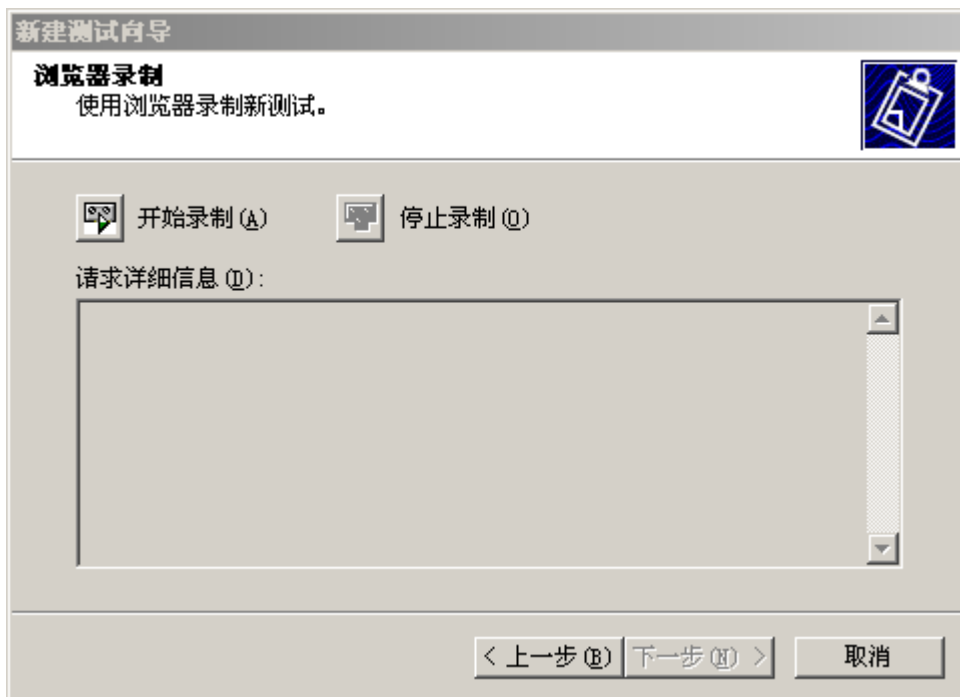 新建测试向导
浏览器录制
使用浏览器录制新测试。
开始录制(A) 停止录制(O)
请求详细信息(D):
< 上一步(B) 下一步(N) > 取消